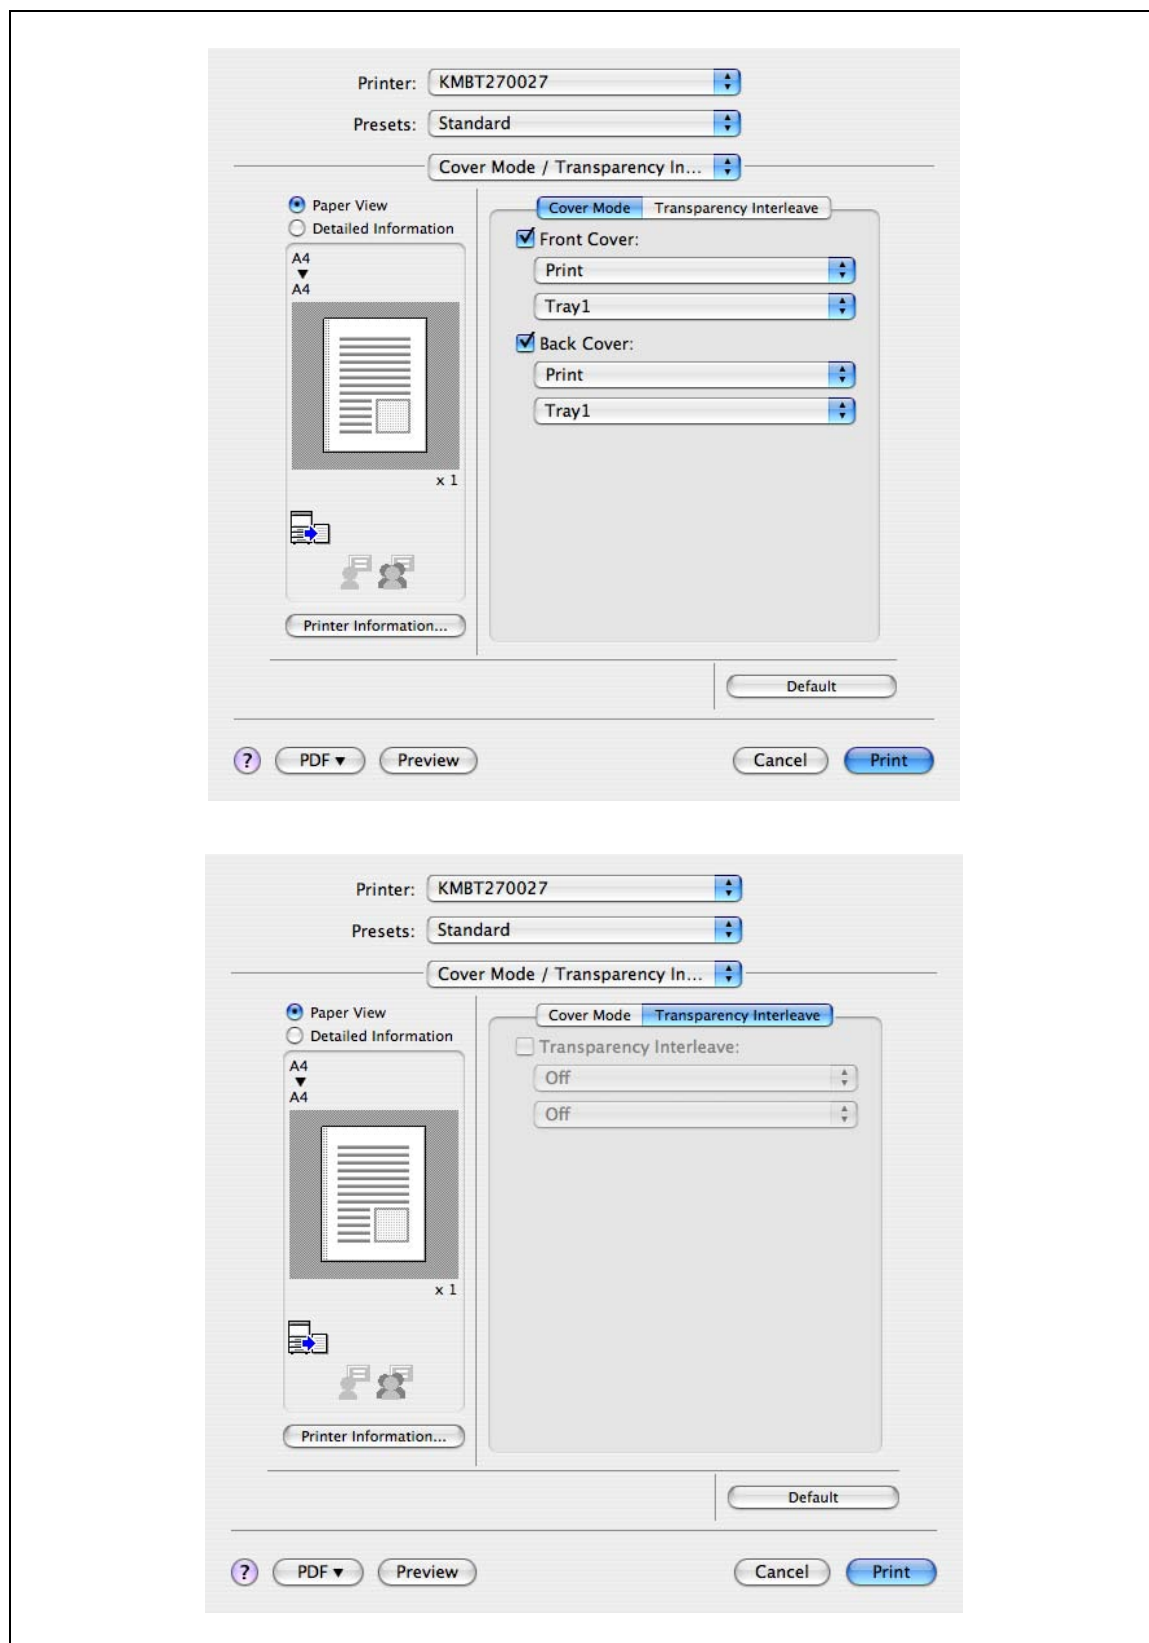 Printer: KMBT270027
Presets: Standard
Cover Mode / Transparency In...
Paper View
Detailed Information
A4
▼
A4
x 1
Printer Information...
Cover Mode Transparency Interleave
Front Cover:
Print
Tray1
Back Cover:
Print
Tray1
Default
? PDF ▼ Preview Cancel Print
Printer: KMBT270027
Presets: Standard
Cover Mode / Transparency In...
Paper View
Detailed Information
A4
▼
A4
x 1
Printer Information...
Cover Mode Transparency Interleave
Transparency Interleave:
Off
Off
Default
? PDF ▼ Preview Cancel Print